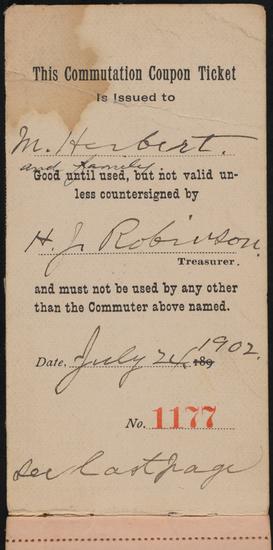 This Commutation Coupon Ticket
Is Issued to
M. Herbert.
and family.
Good until used, but not valid un-
less countersigned by
H. J. Robinson.
Treasurer.
and must not be used by any other
than the Commuter above named.
Date, July 24, 189 1902.
No. 1177
see last page